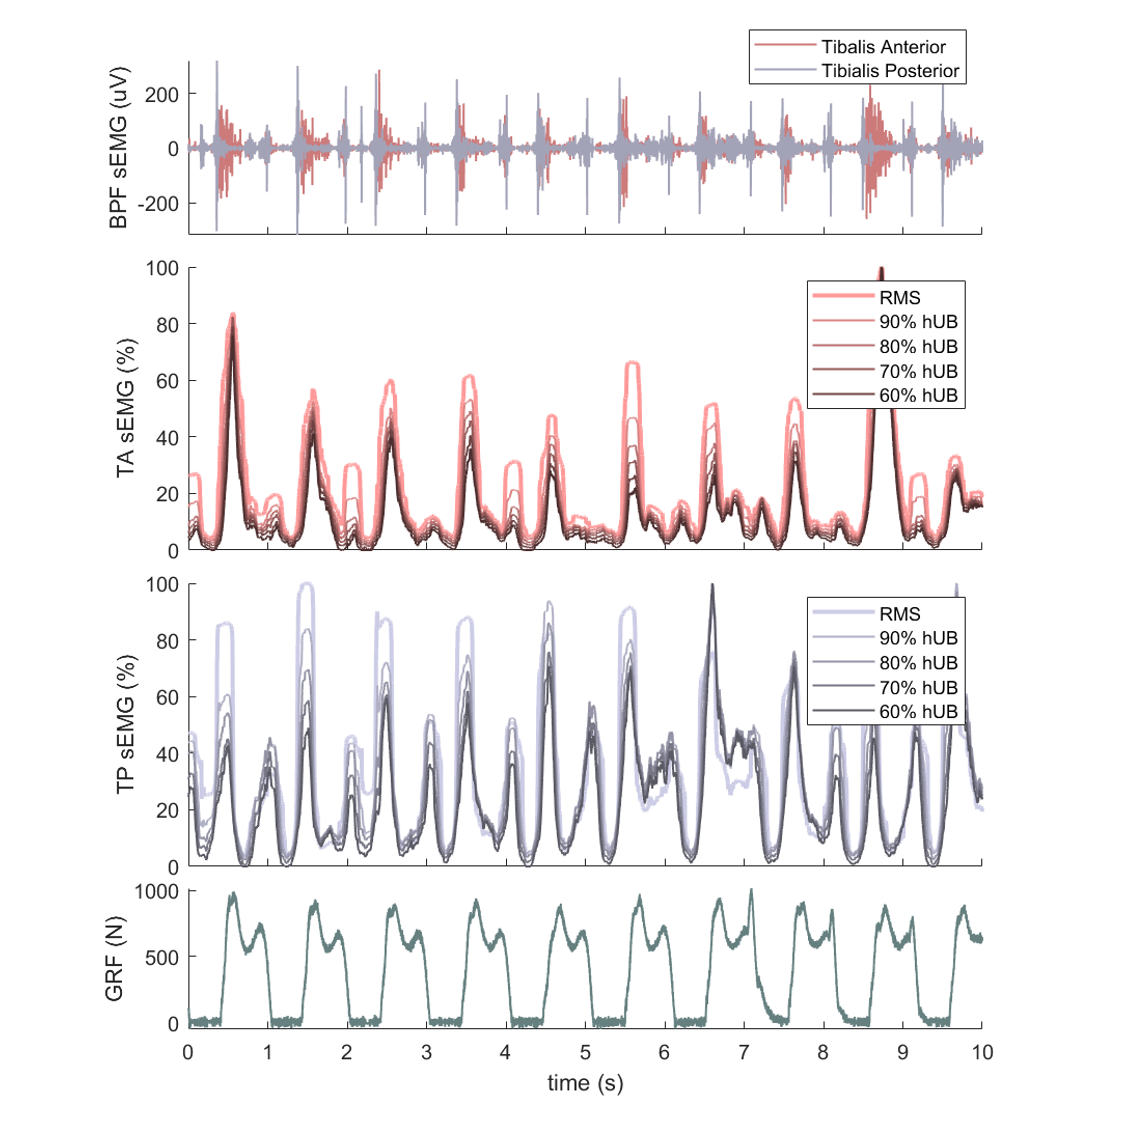 Tibalis Anterior
Tibialis Posterior
BPF sEMG (uV)
200
0
-200
TA sEMG (%)
100
80
60
40
20
0
RMS
90% hUB
80% hUB
70% hUB
60% hUB
TP sEMG (%)
100
80
60
40
20
0
RMS
90% hUB
80% hUB
70% hUB
60% hUB
GRF (N)
1000
500
0
0 1 2 3 4 5 6 7 8 9 10
time (s)